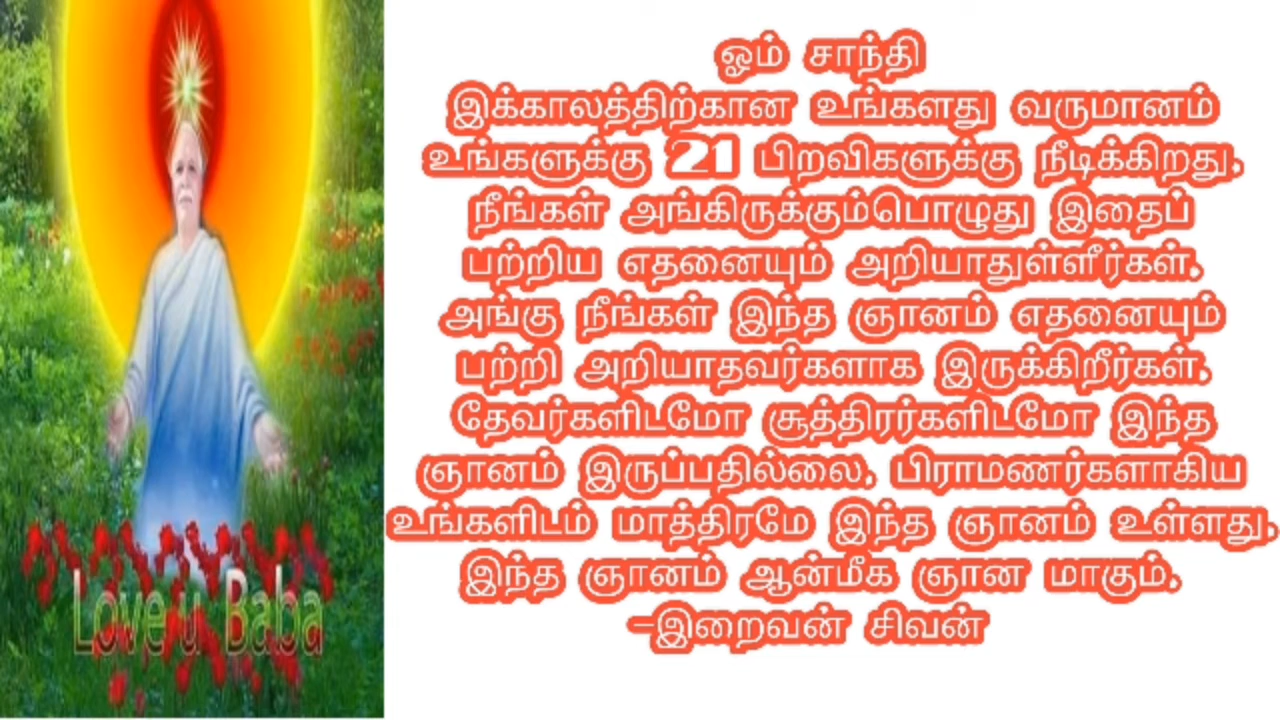 ஓம் சாந்தி
இக்காலத்திற்கான உங்களது வருமானம்
உங்களுக்கு 21 பிறவிகளுக்கு நீடிக்கிறது.
நீங்கள் அங்கிருக்கும்பொழுது இதைப்
பற்றிய எதனையும் அறியாதுள்ளீர்கள்.
அங்கு நீங்கள் இந்த ஞானம் எதனையும்
பற்றி அறியாதவர்களாக இருக்கிறீர்கள்.
தேவர்களிடமோ சூத்திரர்களிடமோ இந்த
ஞானம் இருப்பதில்லை. பிராமணர்களாகிய
உங்களிடம் மாத்திரமே இந்த ஞானம் உள்ளது.
இந்த ஞானம் ஆன்மீக ஞான மாகும்.
-இறைவன் சிவன்
Love u Baba